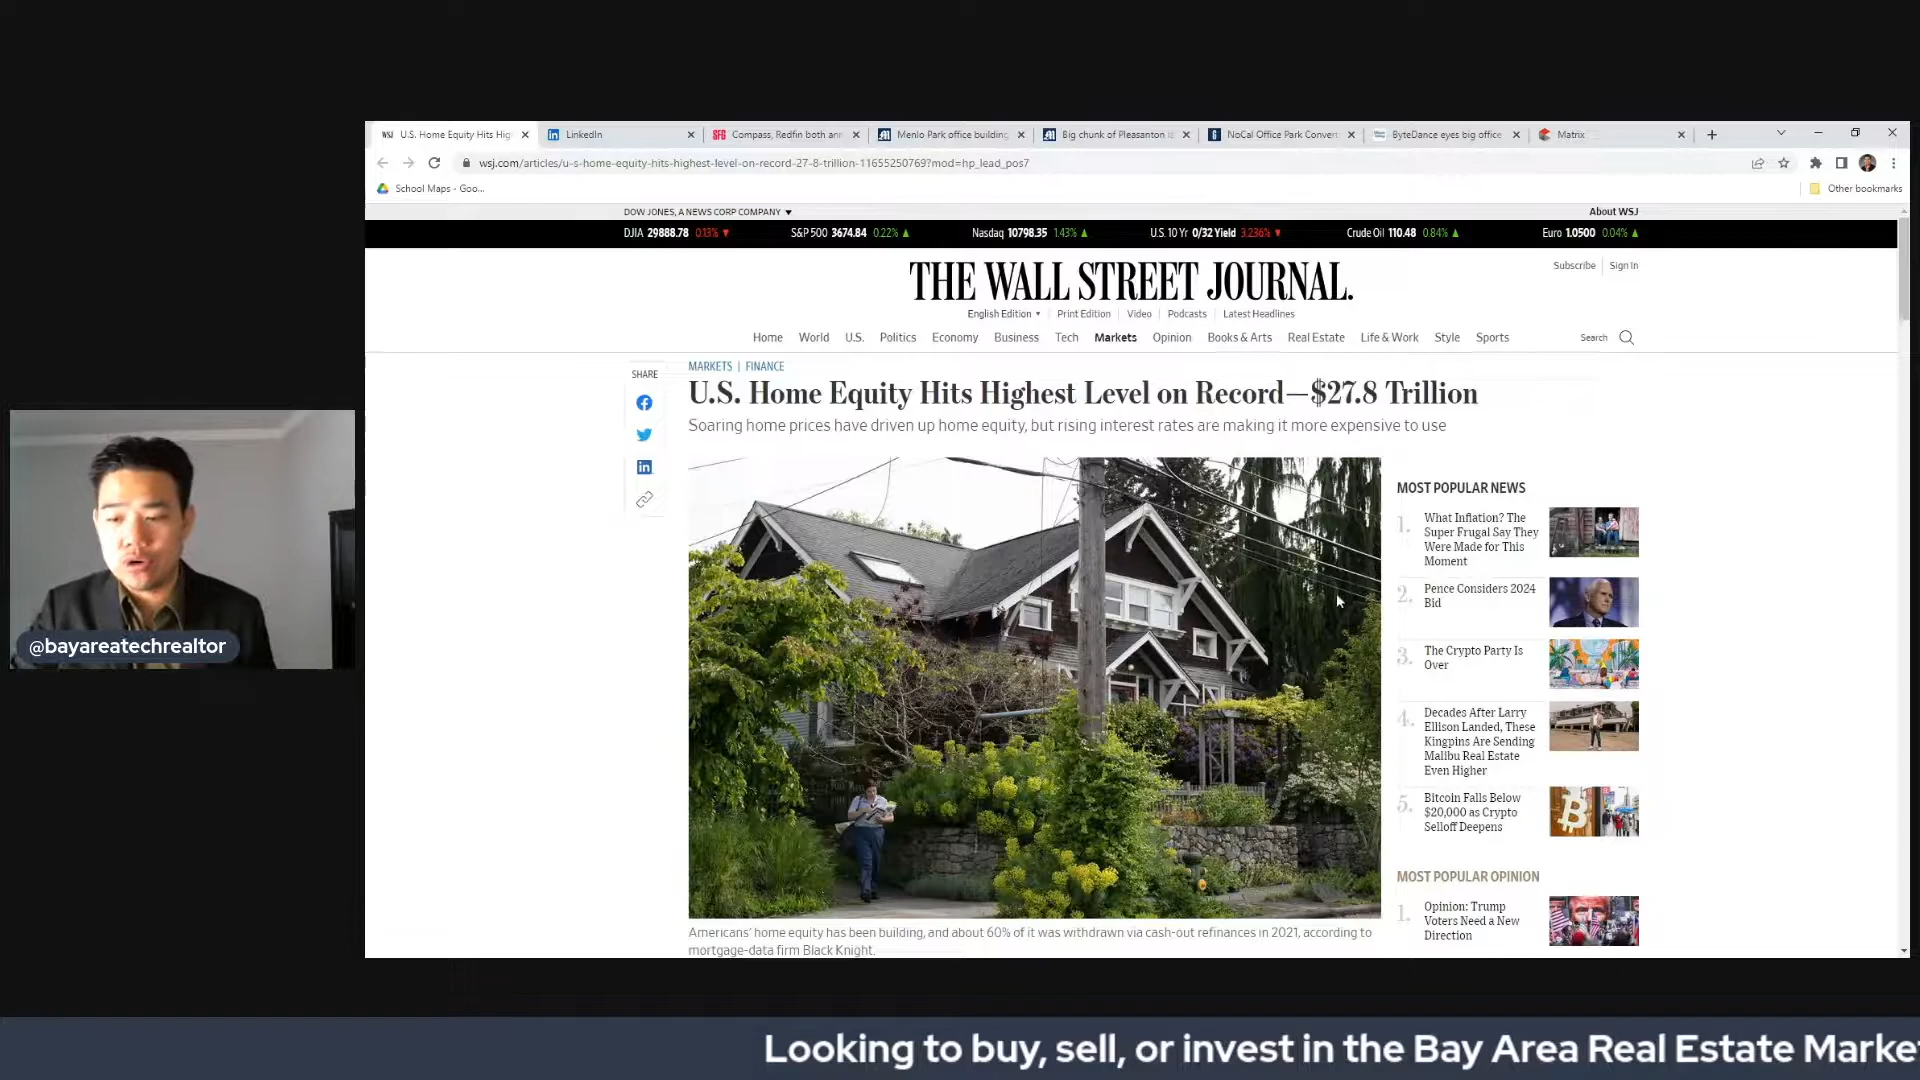 U.S. Home Equity Hits Hig
LinkedIn
Compass, Redfin both ann
Menlo Park office building
Big chunk of Pleasanton is
NoCal Office Park Convert
ByteDance eyes big office
Matrix
wsj.com/articles/u-s-home-equity-hits-highest-level-on-record-27-8-trillion-11655250769?mod=hp_lead_pos7
School Maps - Goo...
Other bookmarks
DOW JONES, A NEWS CORP COMPANY
About WSJ
DJIA 29888.78 0.13%
S&P 500 3674.84 0.22%
Nasdaq 10798.35 1.43%
U.S. 10 Yr 0/32 Yield 3.236%
Crude Oil 110.48 0.84%
Euro 1.0500 0.04%
THE WALL STREET JOURNAL.
Subscribe
Sign In
English Edition
Print Edition
Video
Podcasts
Latest Headlines
Home
World
U.S.
Politics
Economy
Business
Tech
Markets
Opinion
Books & Arts
Real Estate
Life & Work
Style
Sports
Search
MARKETS | FINANCE
SHARE
U.S. Home Equity Hits Highest Level on Record—$27.8 Trillion
Soaring home prices have driven up home equity, but rising interest rates are making it more expensive to use
MOST POPULAR NEWS
1.
What Inflation? The
Super Frugal Say They
Were Made for This
Moment
2.
Pence Considers 2024
Bid
3.
The Crypto Party Is
Over
4.
Decades After Larry
Ellison Landed, These
Kingpins Are Sending
Malibu Real Estate
Even Higher
5.
Bitcoin Falls Below
$20,000 as Crypto
Selloff Deepens
MOST POPULAR OPINION
1.
Opinion: Trump
Voters Need a New
Direction
Americans' home equity has been building, and about 60% of it was withdrawn via cash-out refinances in 2021, according to
mortgage-data firm Black Knight.
@bayareatechrealtor
Looking to buy, sell, or invest in the Bay Area Real Estate Marke